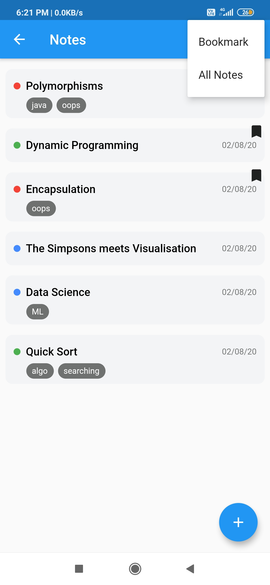 6:21 PM | 0.0KB/s
Notes
Bookmark
All Notes
Polymorphisms
java oops
Dynamic Programming 02/08/20
Encapsulation 02/08/20
oops
The Simpsons meets Visualisation 02/08/20
Data Science 02/08/20
ML
Quick Sort 02/08/20
algo searching
+